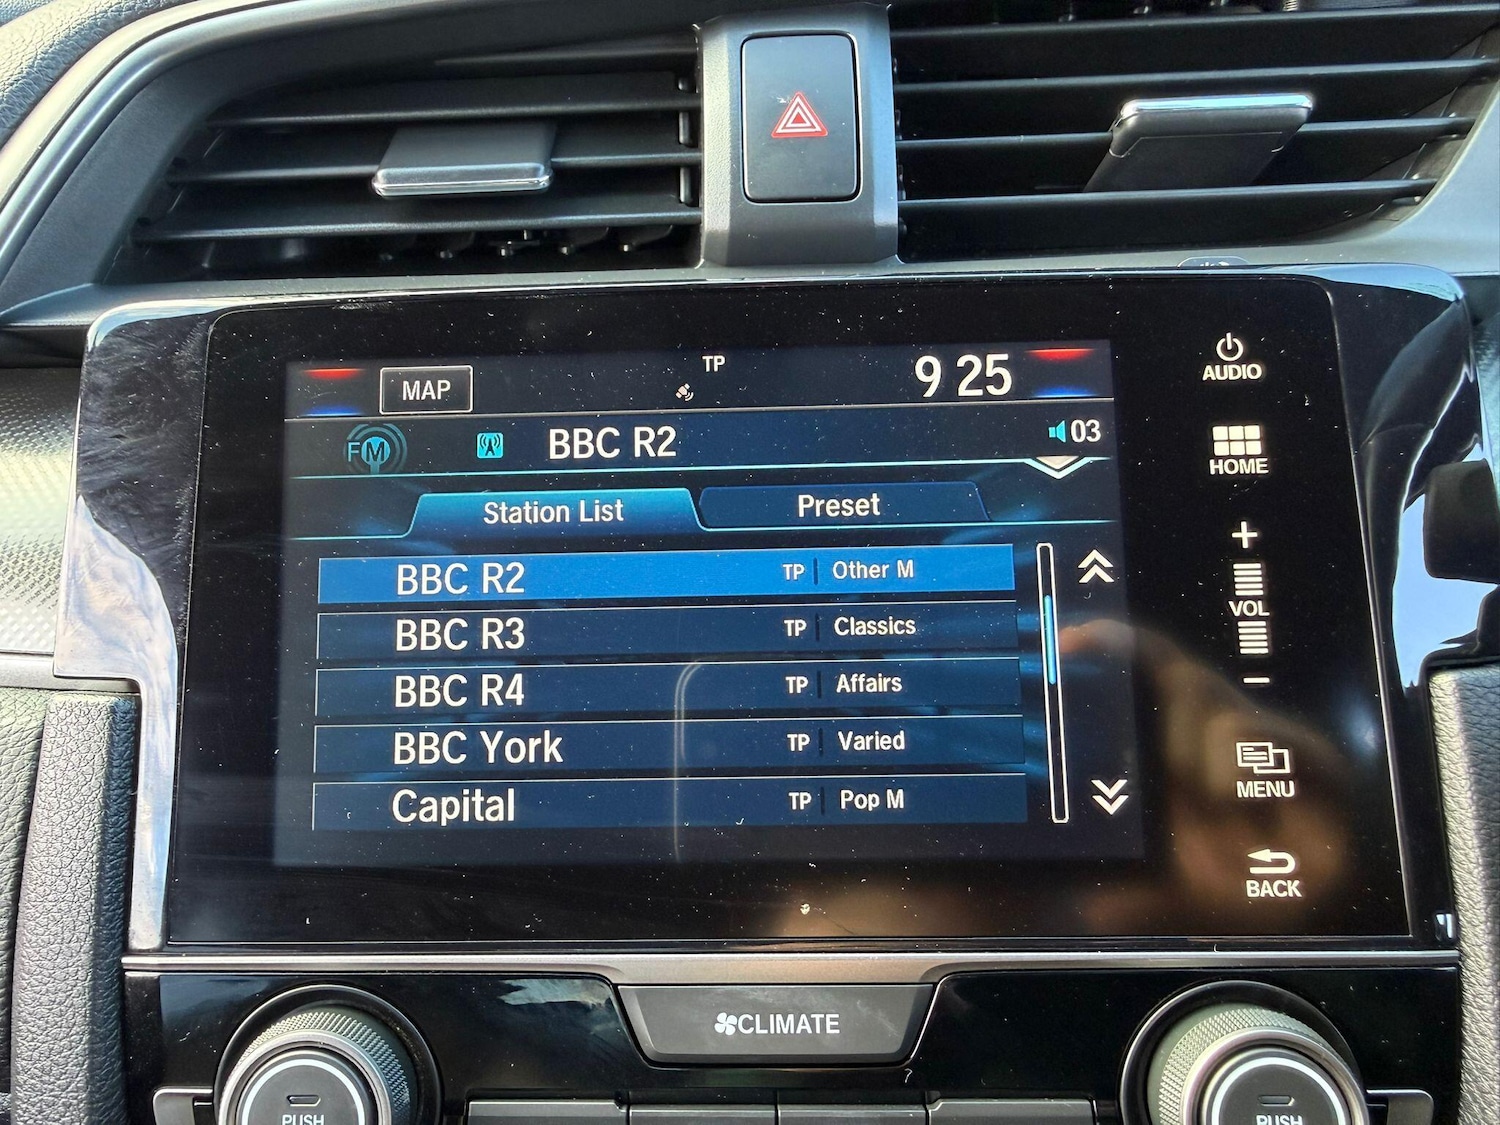 TP
MAP
9 25
AUDIO
FM
BBC R2
03
HOME
Station List
Preset
+
BBC R2 TP Other M
VOL
BBC R3 TP Classics
BBC R4 TP Affairs
-
BBC York TP Varied
MENU
Capital TP Pop M
BACK
CLIMATE
PUSH
PUSH